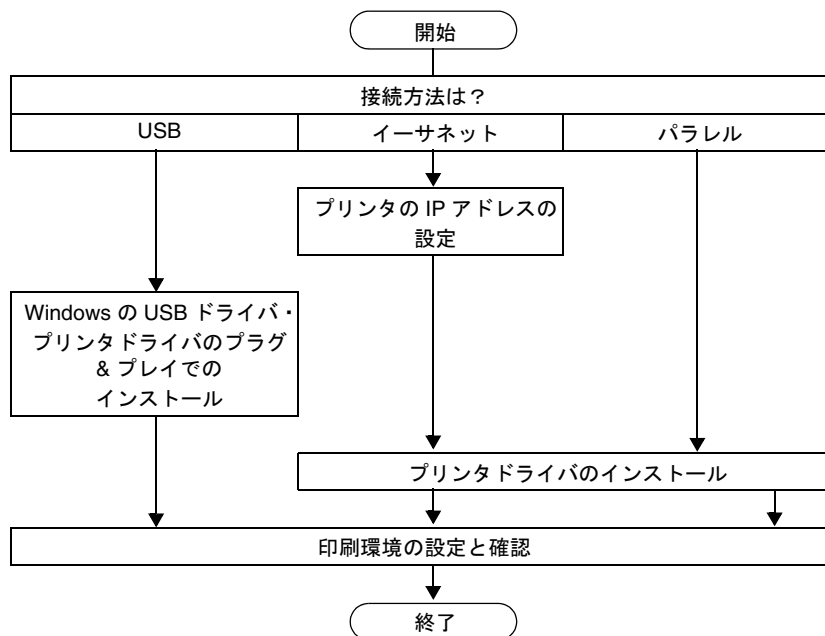 開始
接続方法は？
USB
イーサネット
パラレル
プリンタの IP アドレスの
設定
Windows の USB ドライバ・
プリンタドライバのプラグ
& プレイでの
インストール
プリンタドライバのインストール
印刷環境の設定と確認
終了